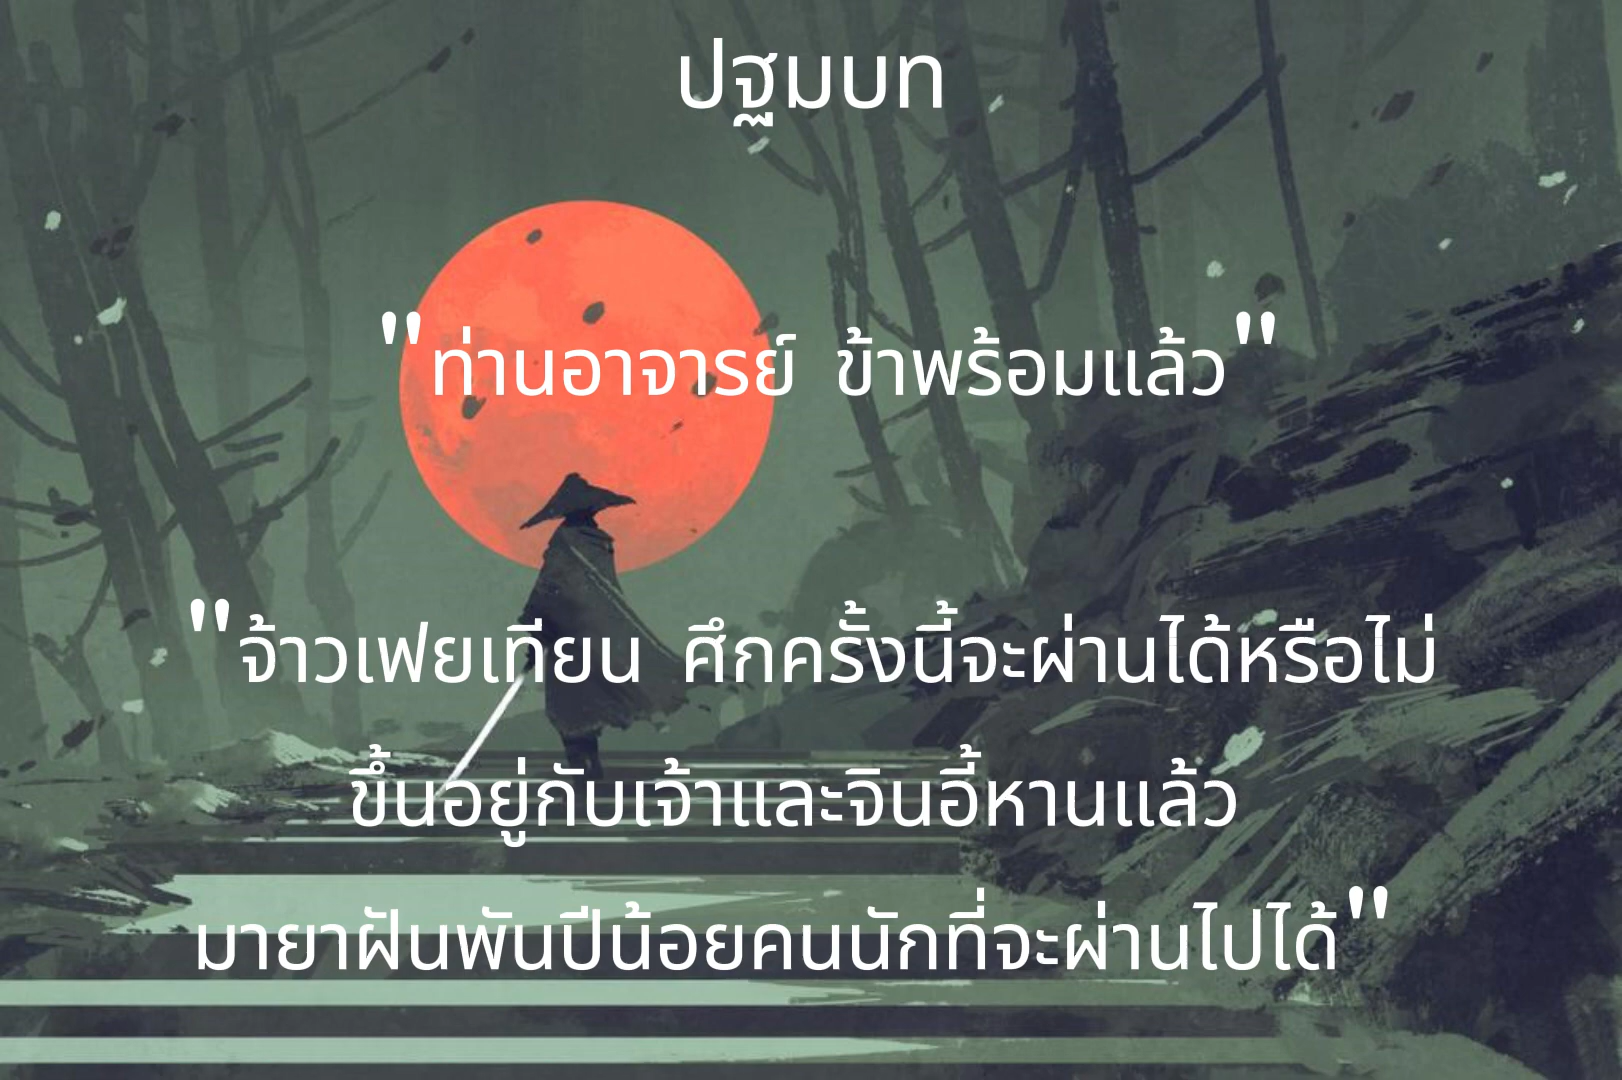 ปฐมบท
"ท่านอาจารย์ ข้าพร้อมแล้ว"
"จ้าวเฟยเทียน ศึกครั้งนี้จะผ่านได้หรือไม่
ขึ้นอยู่กับเจ้าและจินอี้หานแล้ว
มายาฝันพันปีน้อยคนนักที่จะผ่านไปได้"